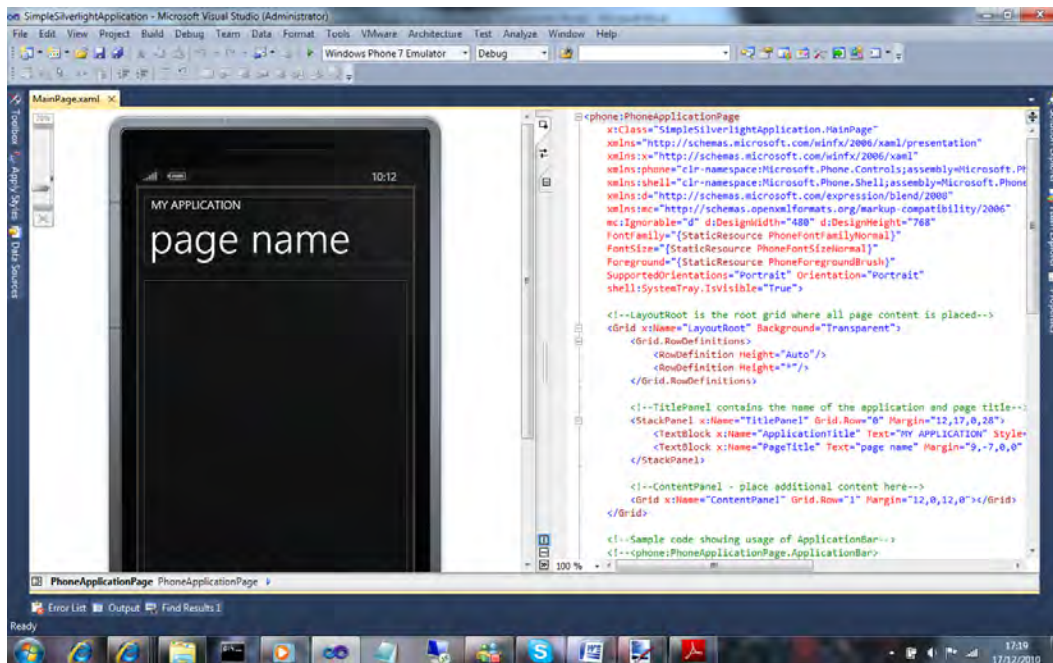 SimpleSilverlightApplication - Microsoft Visual Studio (Administrator)
File Edit View Project Build Debug Team Data Format Tools VMware Architecture Test Analyze Window Help
Windows Phone 7 Emulator Debug
MainPage.xaml
Toolbox
Apply Styles
Data Sources
10:12
MY APPLICATION
page name
<phone:PhoneApplicationPage
x:Class="SimpleSilverlightApplication.MainPage"
xmlns="http://schemas.microsoft.com/winfx/2006/xaml/presentation"
xmlns:x="http://schemas.microsoft.com/winfx/2006/xaml"
xmlns:phone="clr-namespace:Microsoft.Phone.Controls;assembly=Microsoft.Ph
xmlns:shell="clr-namespace:Microsoft.Phone.Shell;assembly=Microsoft.Phone
xmlns:d="http://schemas.microsoft.com/expression/blend/2008"
xmlns:mc="http://schemas.openxmlformats.org/markup-compatibility/2006"
mc:Ignorable="d" d:DesignWidth="480" d:DesignHeight="768"
FontFamily="{StaticResource PhoneFontFamilyNormal}"
FontSize="{StaticResource PhoneFontSizeNormal}"
Foreground="{StaticResource PhoneForegroundBrush}"
SupportedOrientations="Portrait" Orientation="Portrait"
shell:SystemTray.IsVisible="True">
<!--LayoutRoot is the root grid where all page content is placed-->
<Grid x:Name="LayoutRoot" Background="Transparent">
<Grid.RowDefinitions>
<RowDefinition Height="Auto"/>
<RowDefinition Height="*"/>
</Grid.RowDefinitions>
<!--TitlePanel contains the name of the application and page title-->
<StackPanel x:Name="TitlePanel" Grid.Row="0" Margin="12,17,0,28">
<TextBlock x:Name="ApplicationTitle" Text="MY APPLICATION" Style=
<TextBlock x:Name="PageTitle" Text="page name" Margin="9,-7,0,0"
</StackPanel>
<!--ContentPanel - place additional content here-->
<Grid x:Name="ContentPanel" Grid.Row="1" Margin="12,0,12,0"></Grid>
</Grid>
<!--Sample code showing usage of ApplicationBar-->
<!--<phone:PhoneApplicationPage.ApplicationBar>
100 %
PhoneApplicationPage PhoneApplicationPage
Error List Output Find Results 1
Ready
17:19
17/12/2010